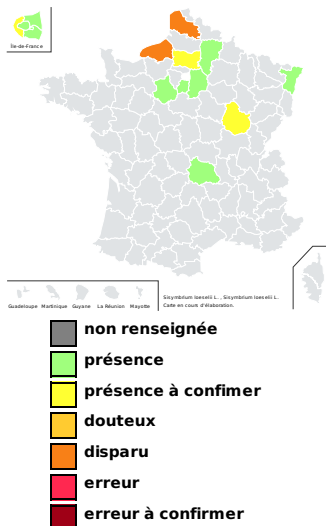 Île-de-France
Guadeloupe Martinique Guyane La Réunion Mayotte
Sisymbrium loeselii L. , Sisymbrium loeselii L.
Carte en cours d'élaboration.
non renseignée
présence
présence à confimer
douteux
disparu
erreur
erreur à confirmer